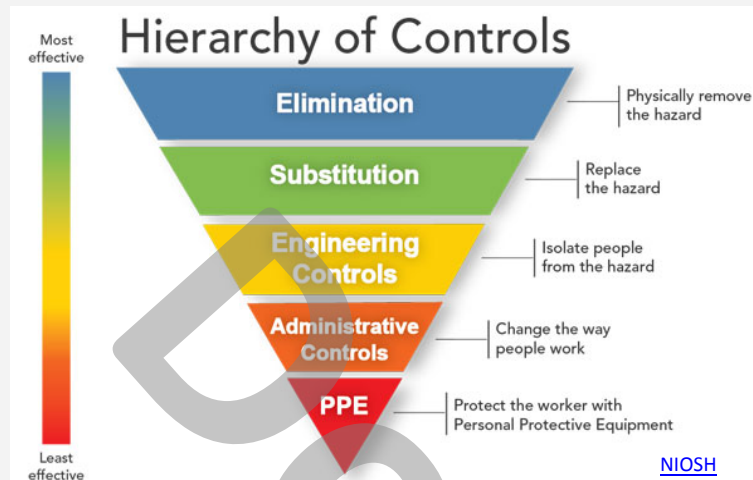 Hierarchy of Controls
Most
effective
Elimination
Physically remove
the hazard
Substitution
Replace
the hazard
Engineering
Controls
Isolate people
from the hazard
Administrative
Controls
Change the way
people work
PPE
Protect the worker with
Personal Protective Equipment
Least
effective
NIOSH